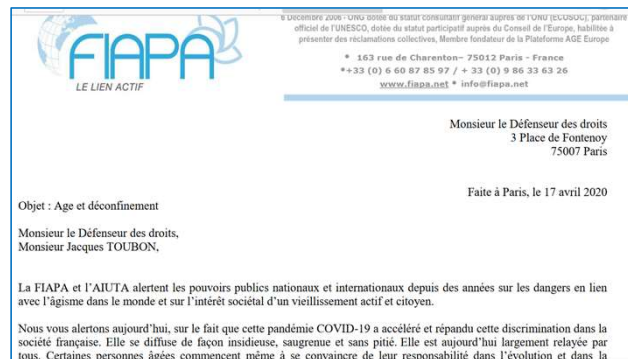 FIAPA
LE LIEN ACTIF
6 Décembre 2006 - ONG dotée du statut consultatif général auprès de l'ONU (ECOSOC), partenaire
officiel de l'UNESCO, dotée du statut participatif auprès du Conseil de l'Europe, habilitée à
présenter des réclamations collectives, Membre fondateur de la Plateforme AGE Europe
* 163 rue de Charenton– 75012 Paris - France
*+33 (0) 6 60 87 85 97 / + 33 (0) 9 86 33 63 26
www.fiapa.net * info@fiapa.net
Monsieur le Défenseur des droits
3 Place de Fontenoy
75007 Paris
Faite à Paris, le 17 avril 2020
Objet : Age et déconfinement
Monsieur le Défenseur des droits,
Monsieur Jacques TOUBON,
La FIAPA et l'AIUTA alertent les pouvoirs publics nationaux et internationaux depuis des années sur les dangers en lien
avec l'âgisme dans le monde et sur l'intérêt sociétal d'un vieillissement actif et citoyen.
Nous vous alertons aujourd'hui, sur le fait que cette pandémie COVID-19 a accéléré et répandu cette discrimination dans la
société française. Elle se diffuse de façon insidieuse, saugrenue et sans pitié. Elle est aujourd'hui largement relayée par
tous. Certaines personnes âgées commencent même à se convaincre de leur responsabilité dans l'évolution et dans la